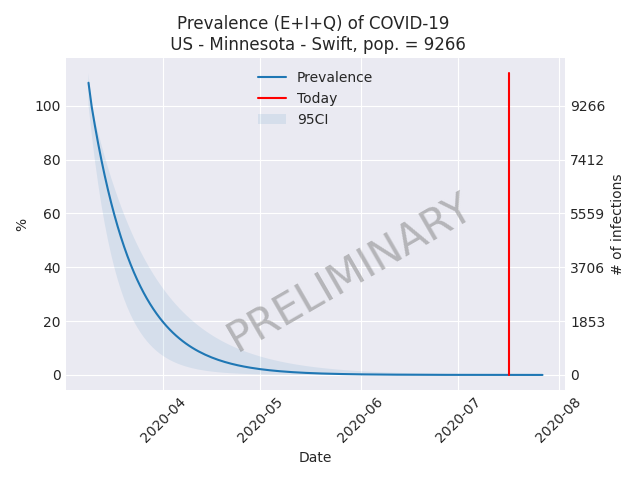 Prevalence (E+I+Q) of COVID-19
US - Minnesota - Swift, pop. = 9266
Prevalence
Today
95CI
100
80
60
40
20
0
%
9266
7412
5559
3706
1853
0
# of infections
PRELIMINARY
2020-04
2020-05
2020-06
2020-07
2020-08
Date